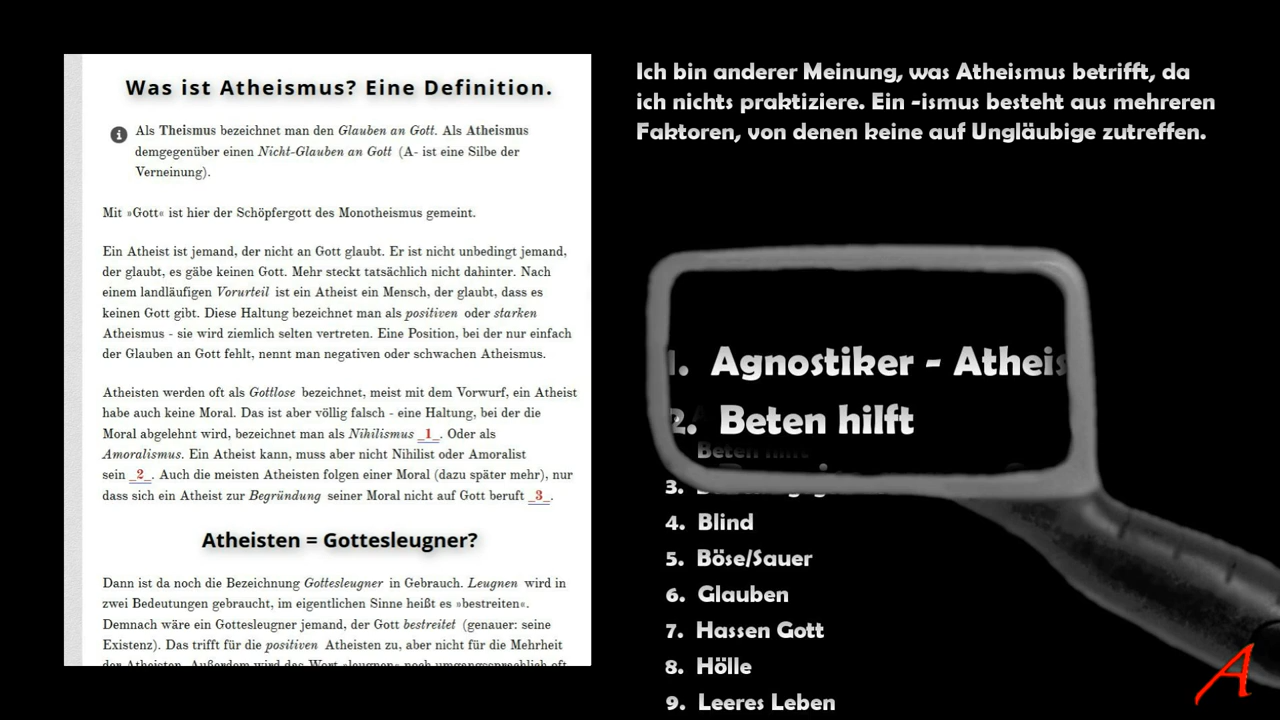 Was ist Atheismus? Eine Definition.
Als Theismus bezeichnet man den Glauben an Gott. Als Atheismus
demgegenüber einen Nicht-Glauben an Gott (A- ist eine Silbe der
Verneinung).
Mit »Gott« ist hier der Schöpfergott des Monotheismus gemeint.
Ein Atheist ist jemand, der nicht an Gott glaubt. Er ist nicht unbedingt jemand,
der glaubt, es gäbe keinen Gott. Mehr steckt tatsächlich nicht dahinter. Nach
einem landläufigen Vorurteil ist ein Atheist ein Mensch, der glaubt, dass es
keinen Gott gibt. Diese Haltung bezeichnet man als positiven oder starken
Atheismus - sie wird ziemlich selten vertreten. Eine Position, bei der nur einfach
der Glauben an Gott fehlt, nennt man negativen oder schwachen Atheismus.
Atheisten werden oft als Gottlose bezeichnet, meist mit dem Vorwurf, ein Atheist
habe auch keine Moral. Das ist aber völlig falsch - eine Haltung, bei der die
Moral abgelehnt wird, bezeichnet man als Nihilismus _1_. Oder als
Amoralismus. Ein Atheist kann, muss aber nicht Nihilist oder Amoralist
sein _2_. Auch die meisten Atheisten folgen einer Moral (dazu später mehr), nur
dass sich ein Atheist zur Begründung seiner Moral nicht auf Gott beruft _3_.
Atheisten = Gottesleugner?
Dann ist da noch die Bezeichnung Gottesleugner in Gebrauch. Leugnen wird in
zwei Bedeutungen gebraucht, im eigentlichen Sinne heißt es »bestreiten«.
Demnach wäre ein Gottesleugner jemand, der Gott bestreitet (genauer: seine
Existenz). Das trifft für die positiven Atheisten zu, aber nicht für die Mehrheit
der Atheisten. Außerdem wird das Wort »leugnen« noch umgangssprachlich oft
Ich bin anderer Meinung, was Atheismus betrifft, da
ich nichts praktiziere. Ein -ismus besteht aus mehreren
Faktoren, von denen keine auf Ungläubige zutreffen.
1. Agnostiker - Atheis
2. Beten hilft
Beten hilft
3.
4. Blind
5. Böse/Sauer
6. Glauben
7. Hassen Gott
8. Hölle
9. Leeres Leben
A